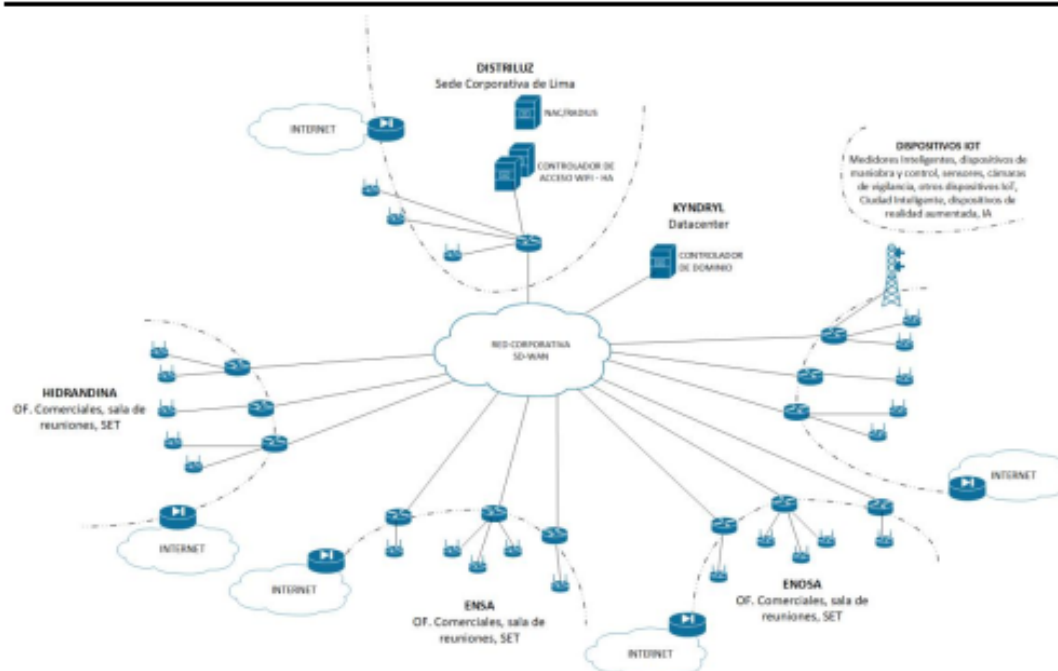 DISTRILUZ
Sede Corporativa de Lima
NAC/RADIUS
INTERNET
CONTROLADOR DE
ACCESO WIFI - HA
DISPOSITIVOS IOT
Medidores Inteligentes, dispositivos de
maniobra y control, sensores, cámaras
de vigilancia, otros dispositivos IoT,
Ciudad Inteligente, dispositivos de
realidad aumentada, IA
KYNDRYL
Datacenter
CONTROLADOR
DE DOMINIO
RED CORPORATIVA
SD-WAN
HIDRANDINA
OF. Comerciales, sala de
reuniones, SET
INTERNET
INTERNET
INTERNET
ENSA
OF. Comerciales, sala de
reuniones, SET
ENOSA
OF. Comerciales, sala de
reuniones, SET
INTERNET